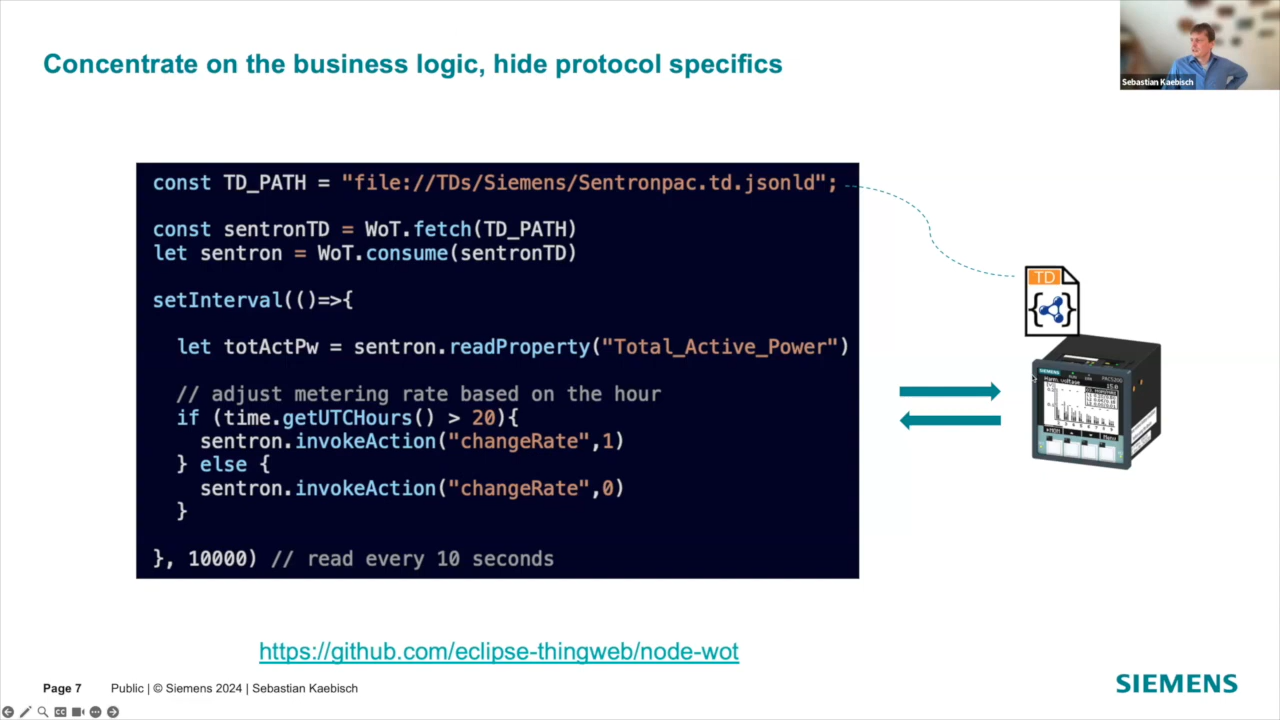 Concentrate on the business logic, hide protocol specifics
Sebastian Kaebisch
const TD_PATH = "file://TDs/Siemens/Sentronpac.td.jsonld";
const sentronTD = WoT.fetch(TD_PATH)
let sentron = WoT.consume(sentronTD)
setInterval(()=>{
let totActPw = sentron.readProperty("Total_Active_Power")
// adjust metering rate based on the hour
if (time.getUTCHours() > 20){
sentron.invokeAction("changeRate",1)
} else {
sentron.invokeAction("changeRate",0)
}
}, 10000) // read every 10 seconds
TD
SIEMENS
https://github.com/eclipse-thingweb/node-wot
Page 7 Public | © Siemens 2024 | Sebastian Kaebisch
SIEMENS